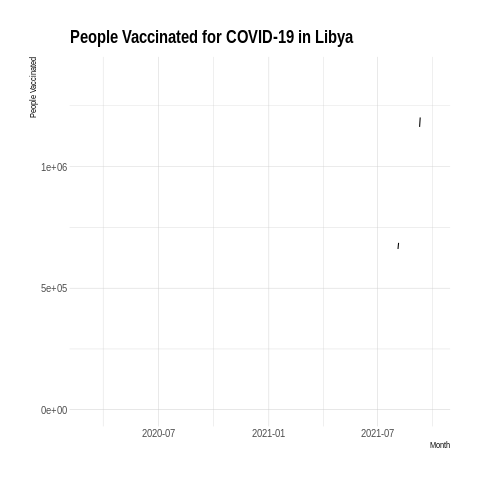 People Vaccinated for COVID-19 in Libya
People Vaccinated
1e+06
5e+05
0e+00
2020-07 2021-01 2021-07
Month